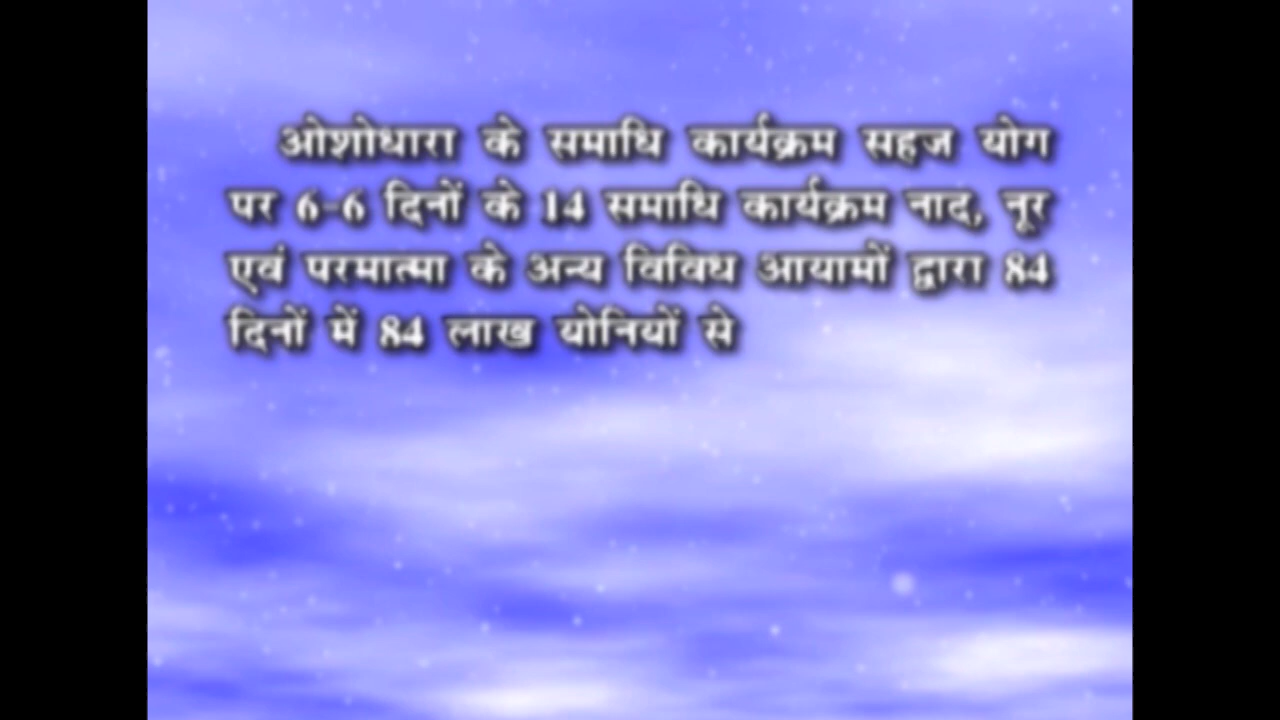 ओशोधारा के समाधि कार्यक्रम सहज योग
पर 6-6 दिनों के 14 समाधि कार्यक्रम नाद, नूर
एवं परमात्मा के अन्य विविध आयामों द्वारा 84
दिनों में 84 लाख योनियों से